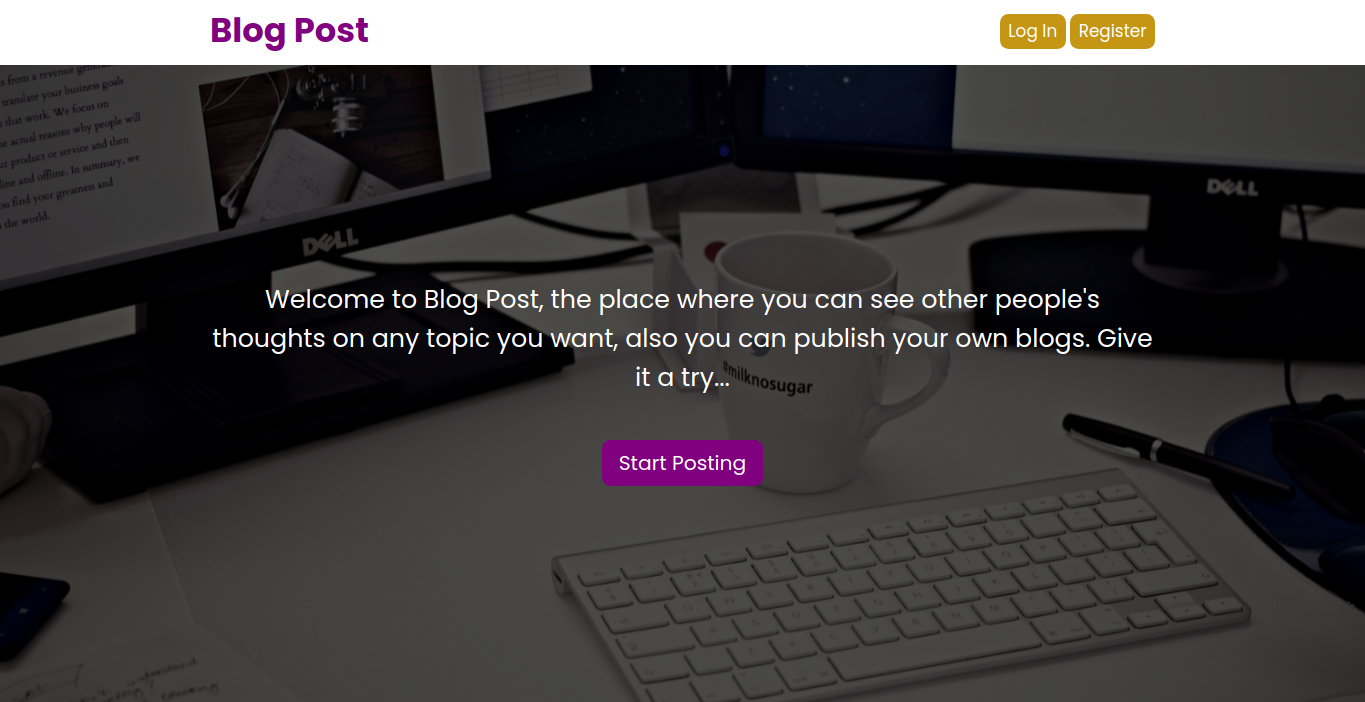 Blog Post
Log In
Register
s from a revenue
translate your business goals
that work. We focus on
actual reasons why people will
product or service and then
line and offline. In summary, we
you find your greatness and
the world.
DELL
DELL
Welcome to Blog Post, the place where you can see other people's
thoughts on any topic you want, also you can publish your own blogs. Give
it a try...
#milknosugar
Start Posting